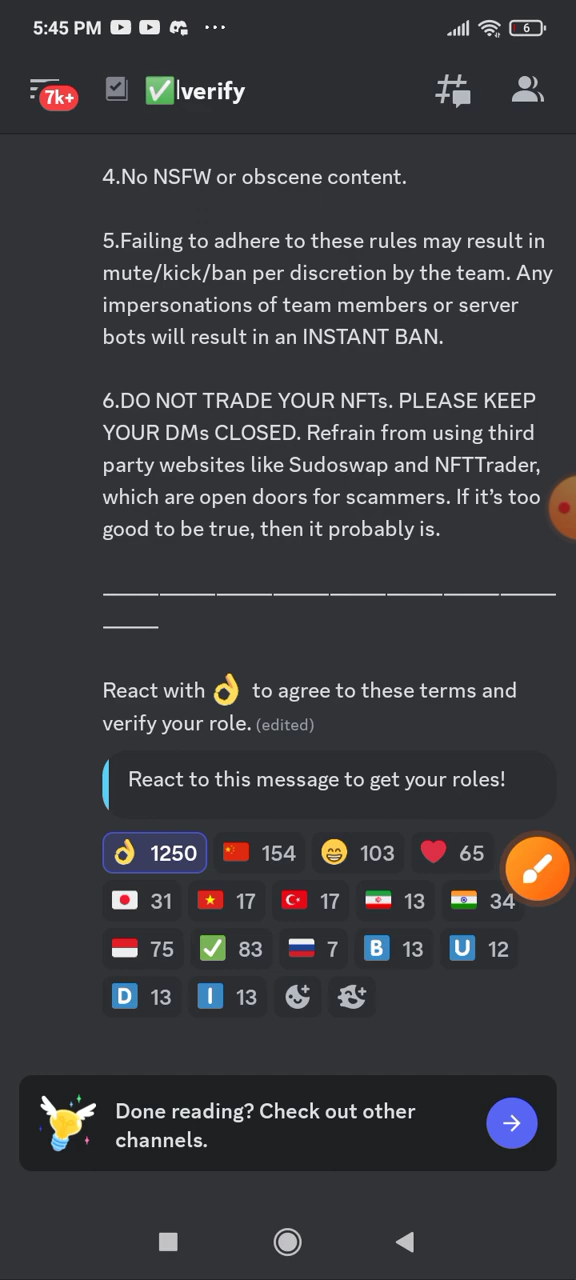 5:45 PM ... 6
7k+ ✅|verify
4.No NSFW or obscene content.
5.Failing to adhere to these rules may result in
mute/kick/ban per discretion by the team. Any
impersonations of team members or server
bots will result in an INSTANT BAN.
6.DO NOT TRADE YOUR NFTs. PLEASE KEEP
YOUR DMs CLOSED. Refrain from using third
party websites like Sudoswap and NFTTrader,
which are open doors for scammers. If it’s too
good to be true, then it probably is.
React with 👌 to agree to these terms and
verify your role. (edited)
React to this message to get your roles!
👌 1250 🇨🇳 154 😁 103 ❤️ 65
🇯🇵 31 🇻🇳 17 🇹🇷 17 🇮🇷 13 🇮🇳 34
🇮🇩 75 ✅ 83 🇷🇺 7 B 13 U 12
D 13 I 13
Done reading? Check out other
channels.